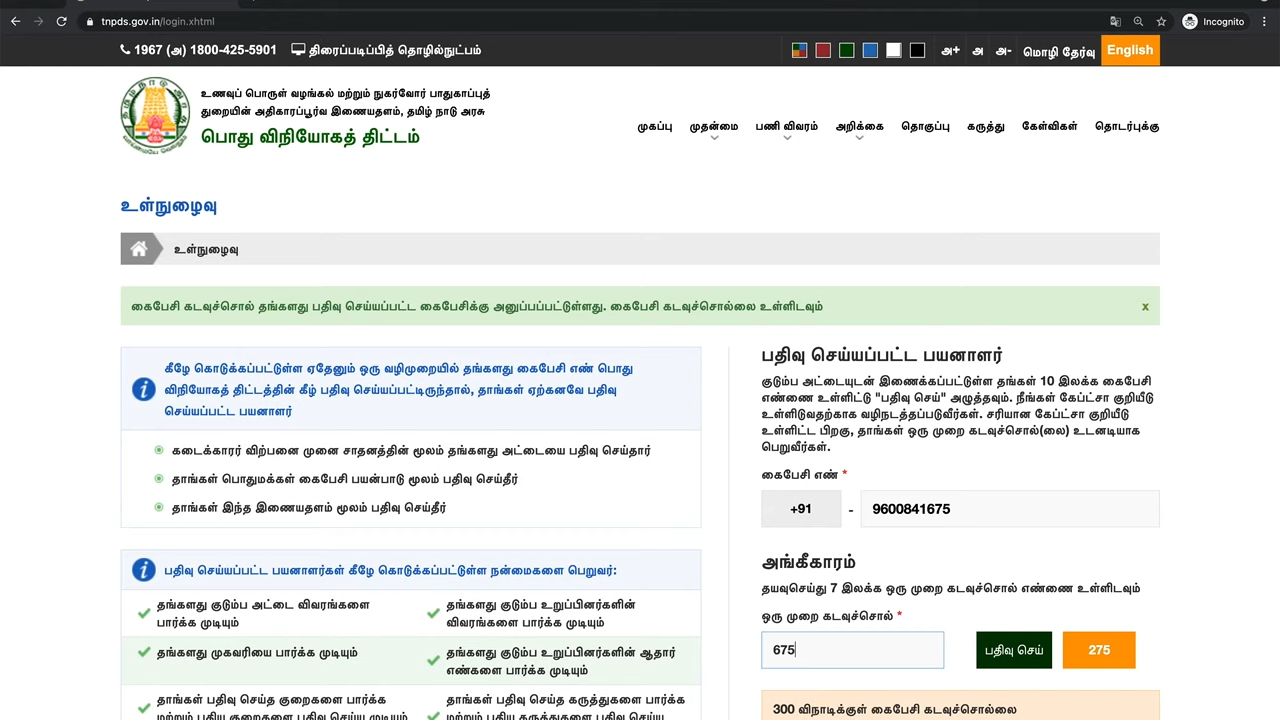 tnpds.gov.in/login.xhtml
Incognito
1967 (அ) 1800-425-5901
திரைப்படிப்பித் தொழில்நுட்பம்
அ+ அ அ- மொழி தேர்வு English
உணவுப் பொருள் வழங்கல் மற்றும் நுகர்வோர் பாதுகாப்புத்
துறையின் அதிகாரப்பூர்வ இணையதளம், தமிழ் நாடு அரசு
பொது விநியோகத் திட்டம்
முகப்பு முதன்மை பணி விவரம் அறிக்கை தொகுப்பு கருத்து கேள்விகள் தொடர்புக்கு
உள்நுழைவு
உள்நுழைவு
கைபேசி கடவுச்சொல் தங்களது பதிவு செய்யப்பட்ட கைபேசிக்கு அனுப்பப்பட்டுள்ளது. கைபேசி கடவுச்சொல்லை உள்ளிடவும் x
கீழே கொடுக்கப்பட்டுள்ள ஏதேனும் ஒரு வழிமுறையில் தங்களது கைபேசி எண் பொது
விநியோகத் திட்டத்தின் கீழ் பதிவு செய்யப்பட்டிருந்தால், தாங்கள் ஏற்கனவே பதிவு
செய்யப்பட்ட பயனாளர்
கடைக்காரர் விற்பனை முனை சாதனத்தின் மூலம் தங்களது அட்டையை பதிவு செய்தார்
தாங்கள் பொதுமக்கள் கைபேசி பயன்பாடு மூலம் பதிவு செய்தீர்
தாங்கள் இந்த இணையதளம் மூலம் பதிவு செய்தீர்
பதிவு செய்யப்பட்ட பயனாளர்கள் கீழே கொடுக்கப்பட்டுள்ள நன்மைகளை பெறுவர்:
தங்களது குடும்ப அட்டை விவரங்களை
பார்க்க முடியும்
தங்களது குடும்ப உறுப்பினர்களின்
விவரங்களை பார்க்க முடியும்
தங்களது முகவரியை பார்க்க முடியும்
தங்களது குடும்ப உறுப்பினர்களின் ஆதார்
எண்களை பார்க்க முடியும்
தாங்கள் பதிவு செய்த குறைகளை பார்க்க
மற்றும் புதிய குறைகளை பதிவு செய்ய முடியும்
தாங்கள் பதிவு செய்த கருத்துகளை பார்க்க
மற்றும் புதிய கருத்துகளை பதிவு செய்ய
பதிவு செய்யப்பட்ட பயனாளர்
குடும்ப அட்டையுடன் இணைக்கப்பட்டுள்ள தங்கள் 10 இலக்க கைபேசி
எண்ணை உள்ளிட்டு "பதிவு செய்" அழுத்தவும். நீங்கள் கேப்ட்சா குறியீடு
உள்ளிடுவதற்காக வழிநடத்தப்படுவீர்கள். சரியான கேப்ட்சா குறியீடு
உள்ளிட்ட பிறகு, தாங்கள் ஒரு முறை கடவுச்சொல்(லை) உடனடியாக
பெறுவீர்கள்.
கைபேசி எண் *
+91 - 9600841675
அங்கீகாரம்
தயவுசெய்து 7 இலக்க ஒரு முறை கடவுச்சொல் எண்ணை உள்ளிடவும்
ஒரு முறை கடவுச்சொல் *
675 பதிவு செய் 275
300 விநாடிக்குள் கைபேசி கடவுச்சொல்லை